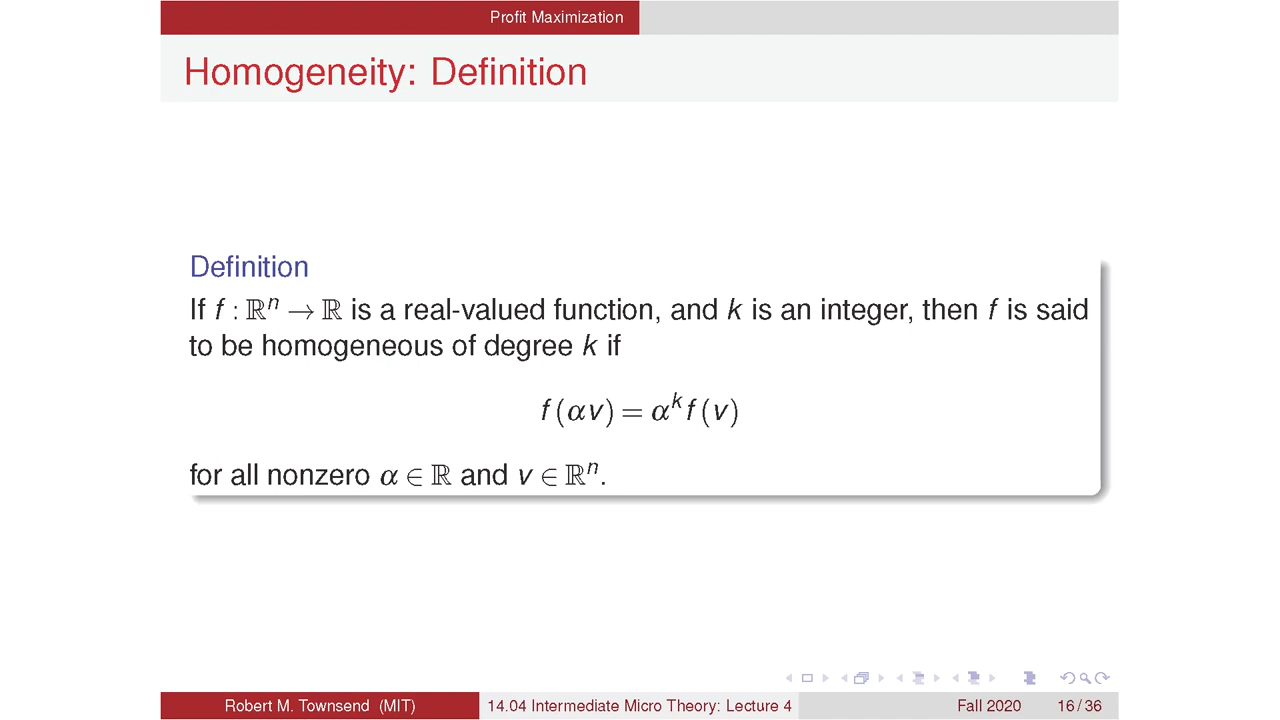 Profit Maximization
Homogeneity: Definition
Definition
If f : ℝⁿ → ℝ is a real-valued function, and k is an integer, then f is said
to be homogeneous of degree k if
f (αv) = αᵏ f (v)
for all nonzero α ∈ ℝ and v ∈ ℝⁿ.
Robert M. Townsend (MIT) 14.04 Intermediate Micro Theory: Lecture 4 Fall 2020 16 / 36